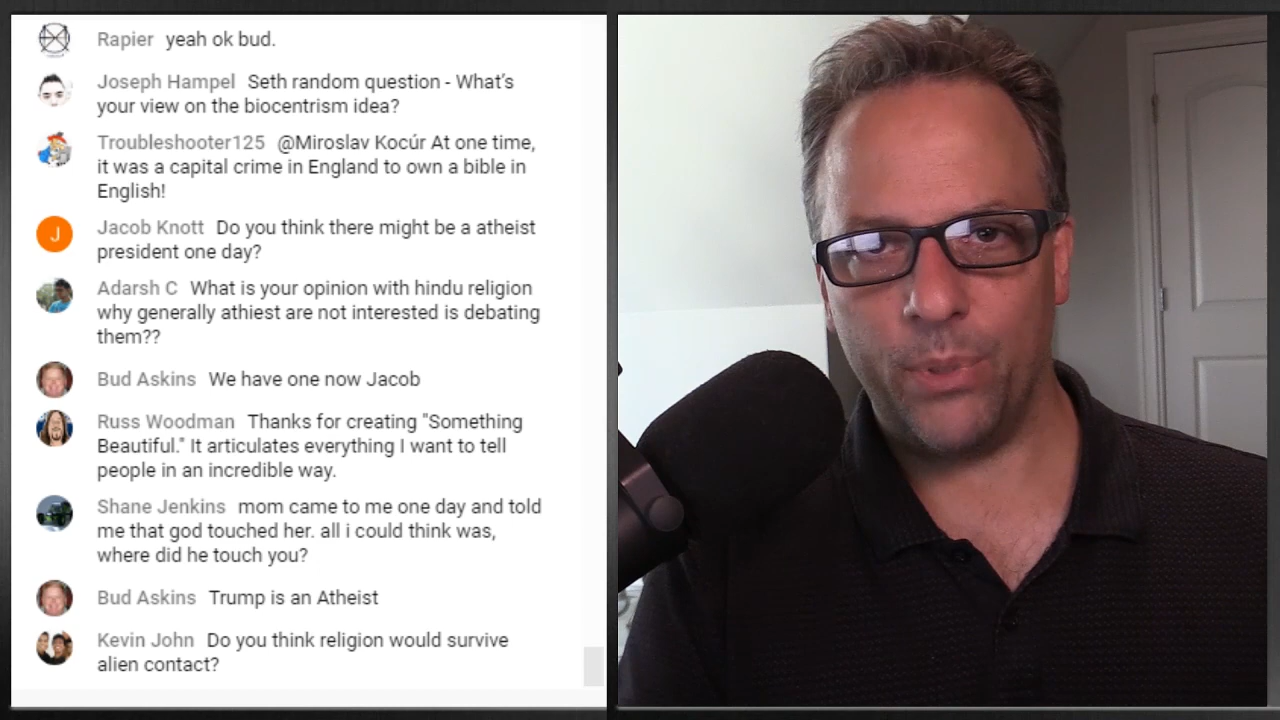 Rapier yeah ok bud.
Joseph Hampel Seth random question - What's
your view on the biocentrism idea?
Troubleshooter125 @Miroslav Kocúr At one time,
it was a capital crime in England to own a bible in
English!
J
Jacob Knott Do you think there might be a atheist
president one day?
Adarsh C What is your opinion with hindu religion
why generally athiest are not interested is debating
them??
Bud Askins We have one now Jacob
Russ Woodman Thanks for creating "Something
Beautiful." It articulates everything I want to tell
people in an incredible way.
Shane Jenkins mom came to me one day and told
me that god touched her. all i could think was,
where did he touch you?
Bud Askins Trump is an Atheist
Kevin John Do you think religion would survive
alien contact?